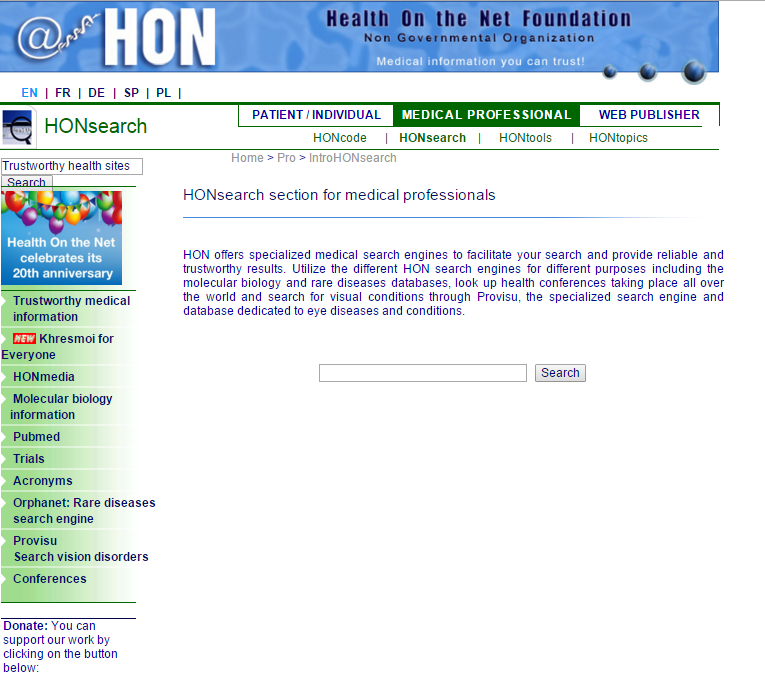 @ HON
Health On the Net Foundation
Non Governmental Organization
Medical information you can trust!
EN | FR | DE | SP | PL |
HONsearch
PATIENT / INDIVIDUAL MEDICAL PROFESSIONAL WEB PUBLISHER
HONcode | HONsearch | HONtools | HONtopics
Home > Pro > IntroHONsearch
Trustworthy health sites
Search
Health On the Net
celebrates its
20th anniversary
Trustworthy medical
information
NEW Khresmoi for
Everyone
HONmedia
Molecular biology
information
Pubmed
Trials
Acronyms
Orphanet: Rare diseases
search engine
Provisu
Search vision disorders
Conferences
Donate: You can
support our work by
clicking on the button
below:
HONsearch section for medical professionals
HON offers specialized medical search engines to facilitate your search and provide reliable and
trustworthy results. Utilize the different HON search engines for different purposes including the
molecular biology and rare diseases databases, look up health conferences taking place all over
the world and search for visual conditions through Provisu, the specialized search engine and
database dedicated to eye diseases and conditions.
Search